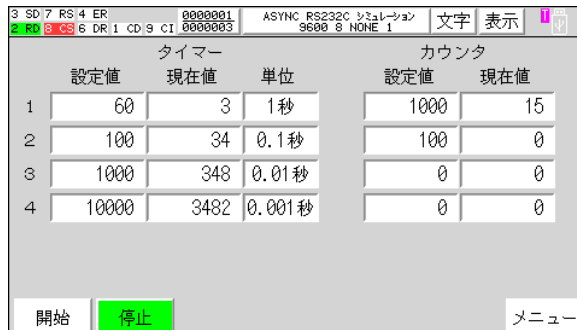 3 SD 7 RS 4 ER 0000001 ASYNC RS232C シミュレーション 文字 表示 T
2 RD 8 CS 6 DR 1 CD 9 CI 0000003 9600 8 NONE 1
タイマー カウンタ
設定値 現在値 単位 設定値 現在値
1 60 3 1秒 1000 15
2 100 34 0.1秒 100 0
3 1000 348 0.01秒 0 0
4 10000 3482 0.001秒 0 0
開始 停止 メニュー